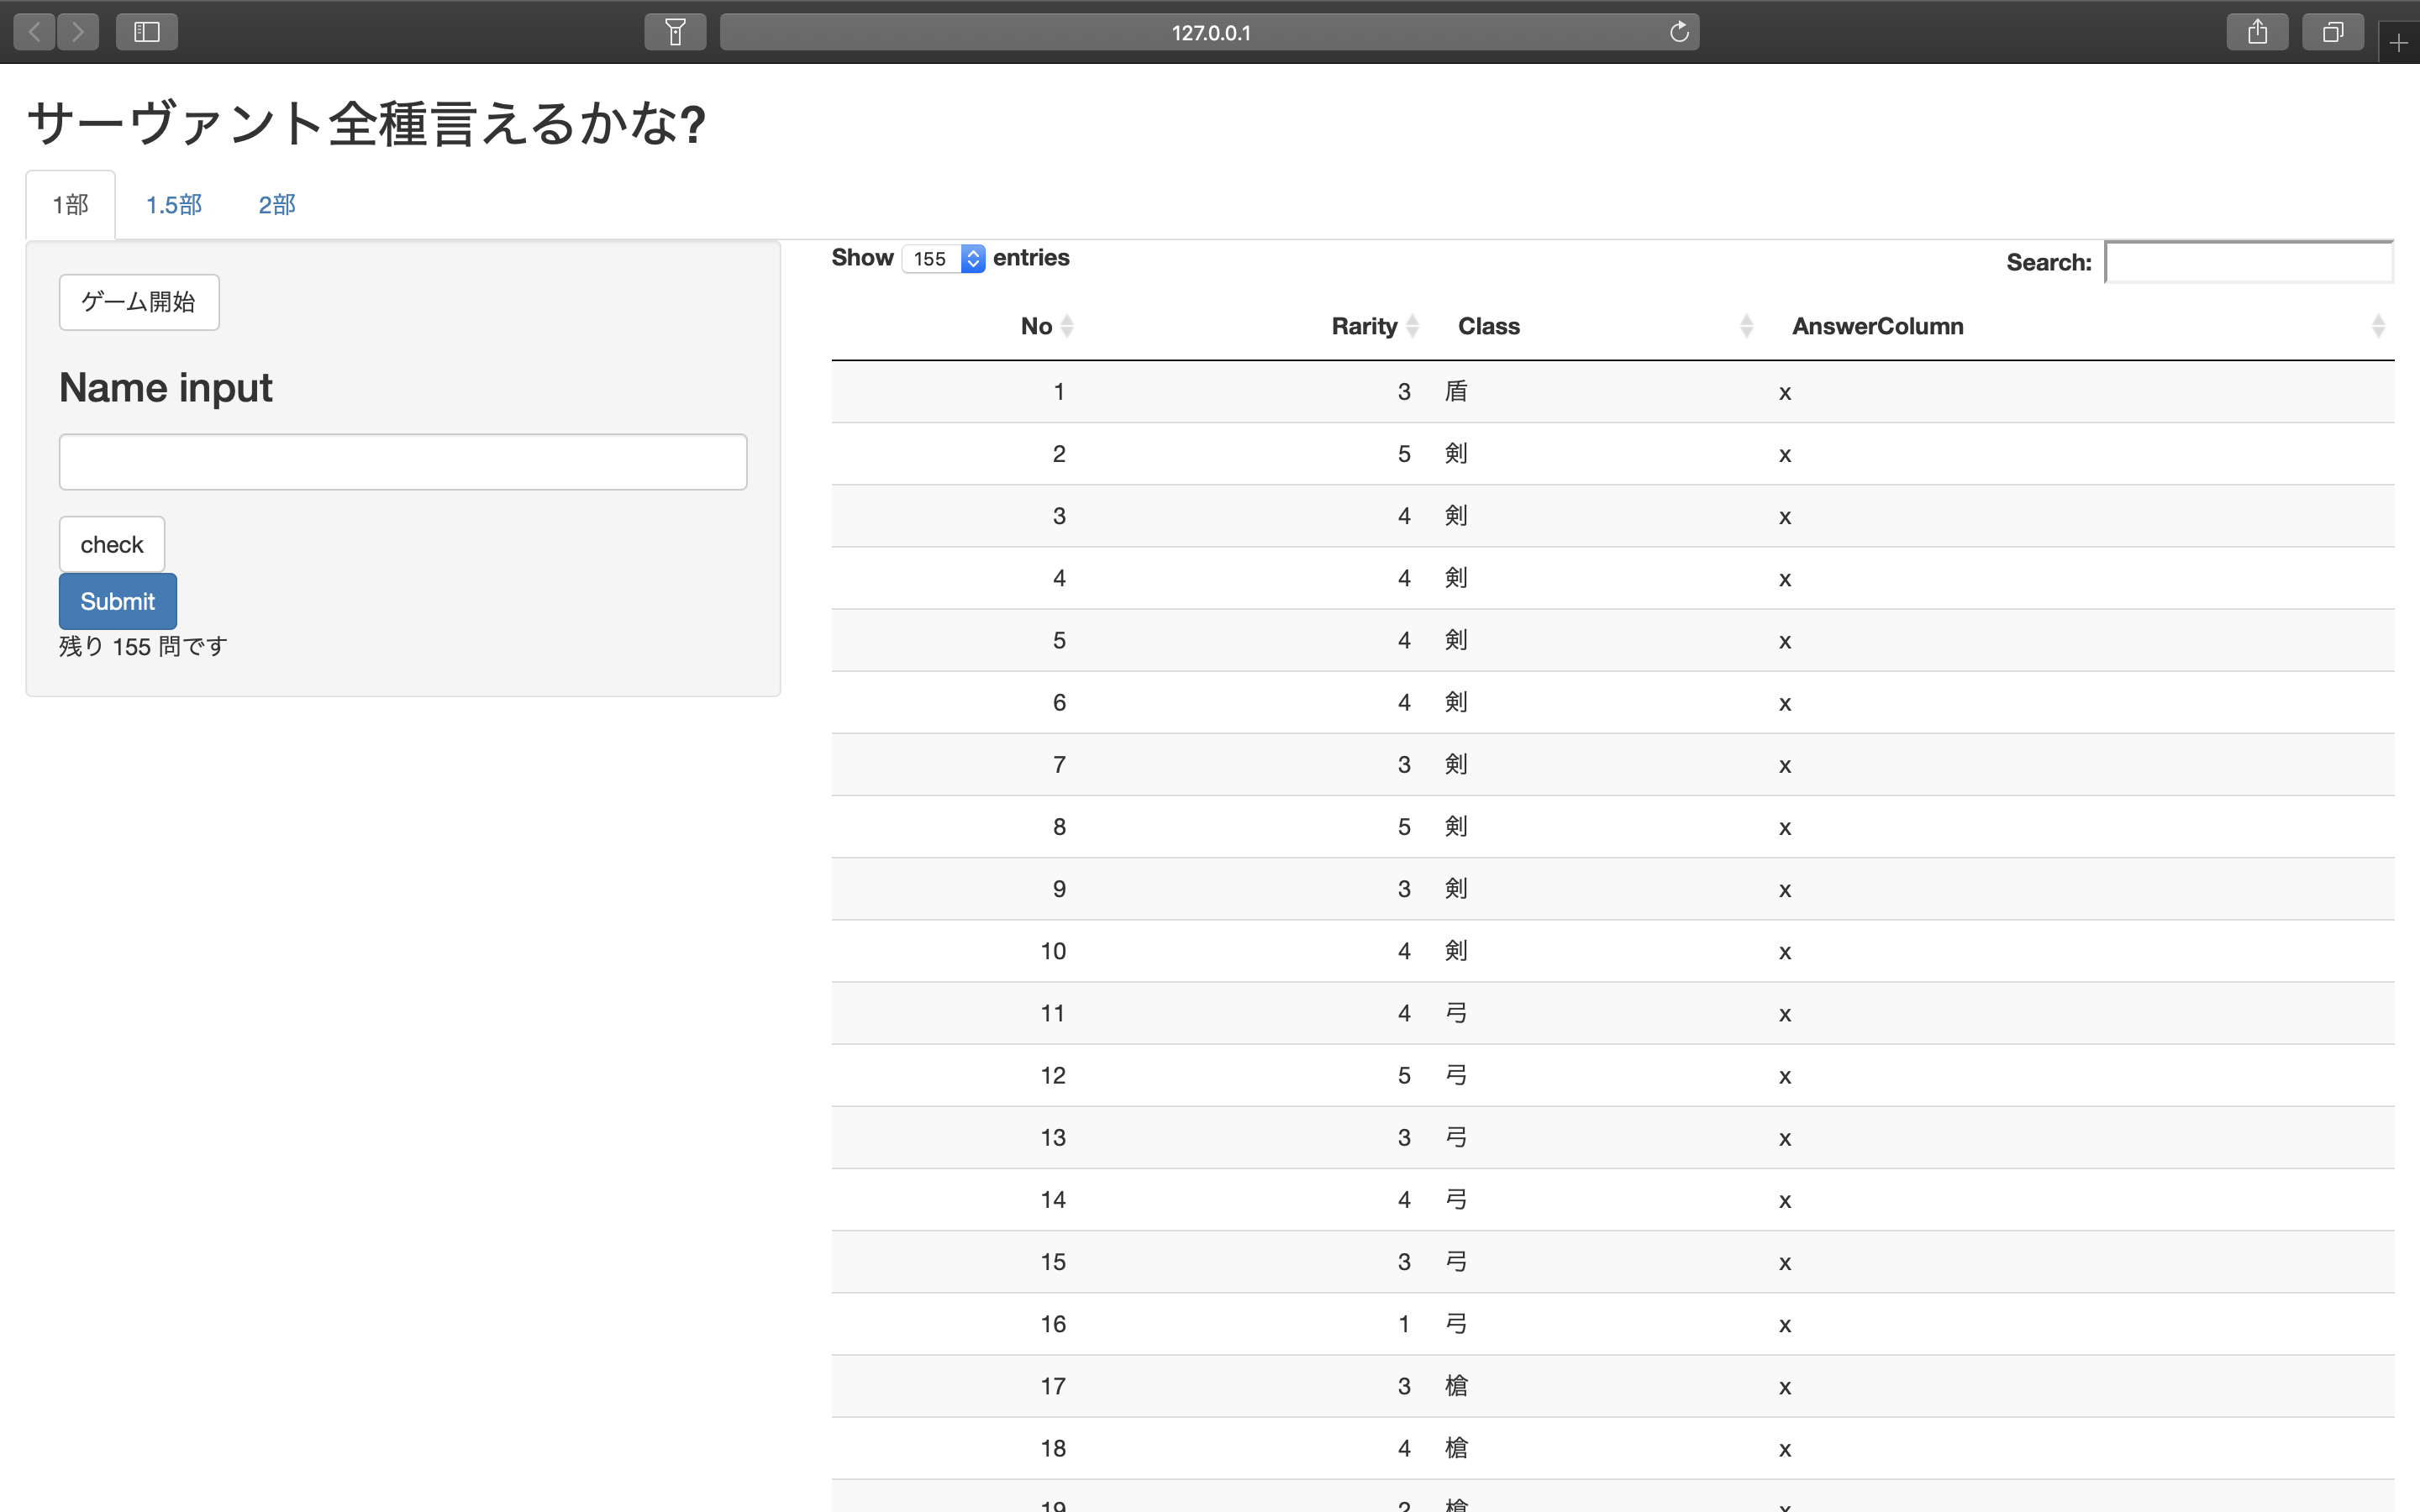 127.0.0.1
サーヴァント全種言えるかな?
1部 1.5部 2部
ゲーム開始
Name input
check
Submit
残り 155 問です
Show 155 entries
Search:
No Rarity Class AnswerColumn
1 3 盾 x
2 5 剣 x
3 4 剣 x
4 4 剣 x
5 4 剣 x
6 4 剣 x
7 3 剣 x
8 5 剣 x
9 3 剣 x
10 4 剣 x
11 4 弓 x
12 5 弓 x
13 3 弓 x
14 4 弓 x
15 3 弓 x
16 1 弓 x
17 3 槍 x
18 4 槍 x
19 2 槍 x